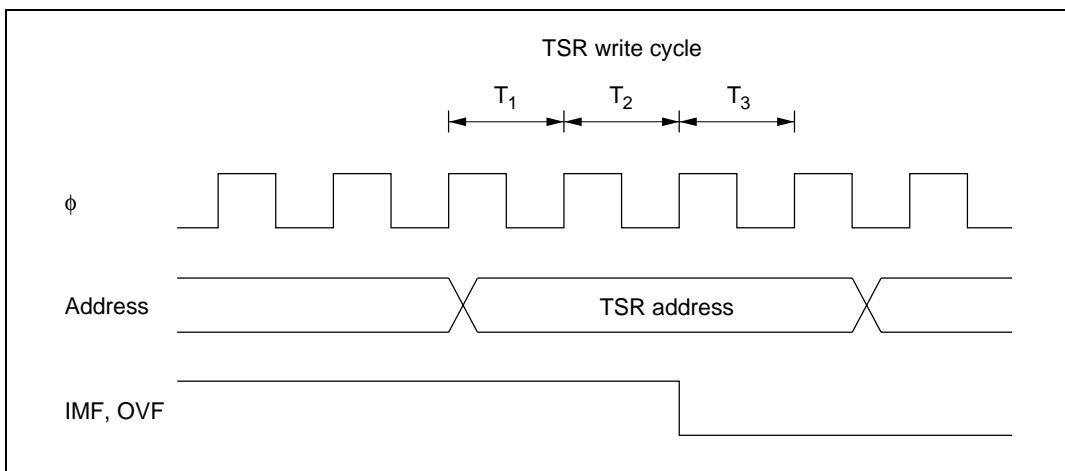 TSR write cycle
T1 T2 T3
ϕ
Address
TSR address
IMF, OVF